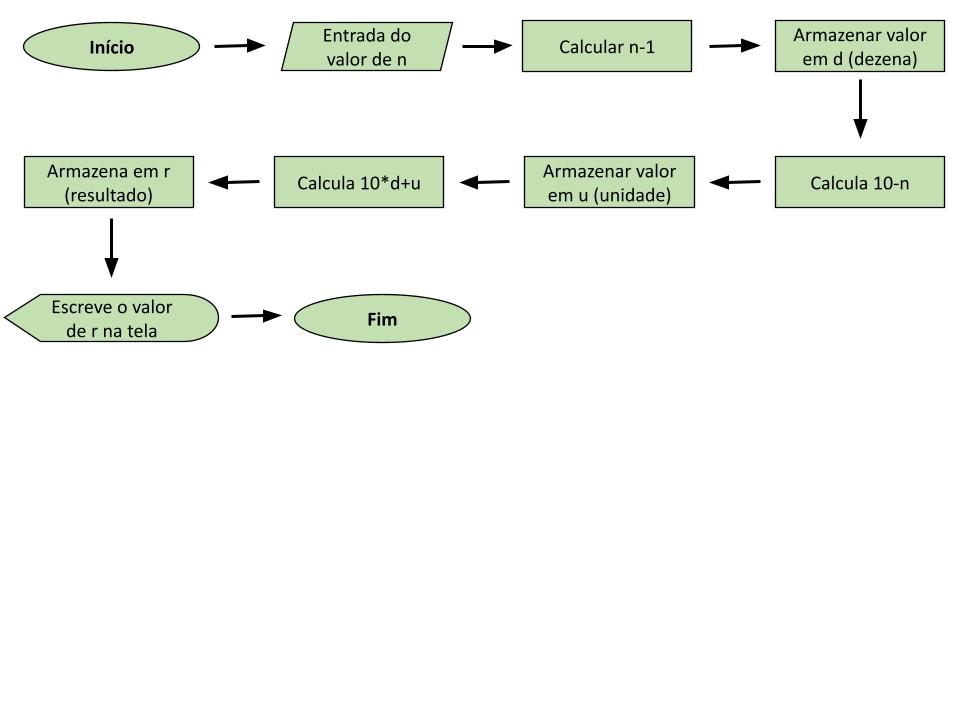 Início
Entrada do
valor de n
Calcular n-1
Armazenar valor
em d (dezena)
Calcula 10-n
Armazenar valor
em u (unidade)
Calcula 10*d+u
Armazena em r
(resultado)
Escreve o valor
de r na tela
Fim